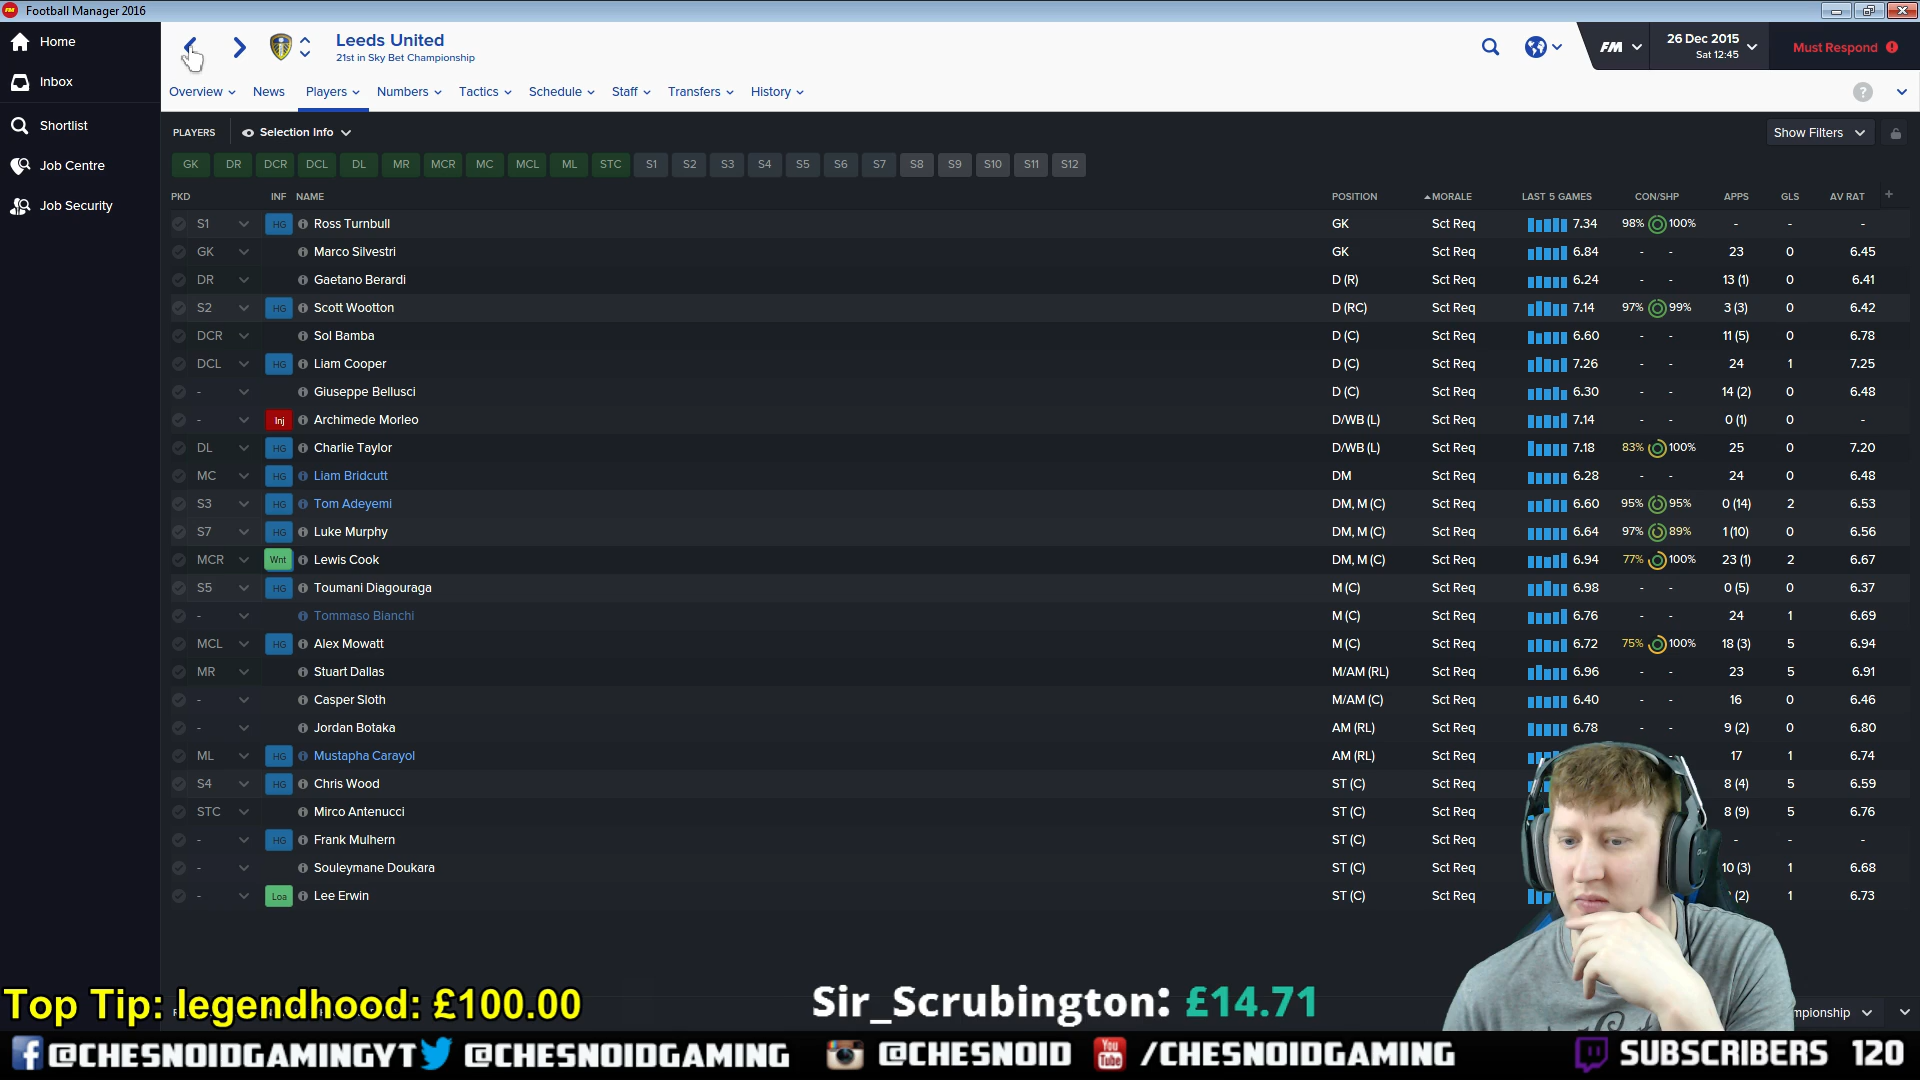 Football Manager 2016
Home
Inbox
Shortlist
Job Centre
Job Security
Leeds United
21st in Sky Bet Championship
FM
26 Dec 2015
Sat 12:45
Must Respond
Overview News Players Numbers Tactics Schedule Staff Transfers History
PLAYERS Selection Info Show Filters
GK DR DCR DCL DL MR MCR MC MCL ML STC S1 S2 S3 S4 S5 S6 S7 S8 S9 S10 S11 S12
PKD INF NAME POSITION MORALE LAST 5 GAMES CON/SHP APPS GLS AV RAT
S1 HG Ross Turnbull GK Sct Req 7.34 98% 100% - - -
GK Marco Silvestri GK Sct Req 6.84 - - 23 0 6.45
DR Gaetano Berardi D (R) Sct Req 6.24 - - 13 (1) 0 6.41
S2 HG Scott Wootton D (RC) Sct Req 7.14 97% 99% 3 (3) 0 6.42
DCR Sol Bamba D (C) Sct Req 6.60 - - 11 (5) 0 6.78
DCL HG Liam Cooper D (C) Sct Req 7.26 - - 24 1 7.25
- Giuseppe Bellusci D (C) Sct Req 6.30 - - 14 (2) 0 6.48
- Inj Archimede Morleo D/WB (L) Sct Req 7.14 - - 0 (1) 0 -
DL HG Charlie Taylor D/WB (L) Sct Req 7.18 83% 100% 25 0 7.20
MC HG Liam Bridcutt DM Sct Req 6.28 - - 24 0 6.48
S3 HG Tom Adeyemi DM, M (C) Sct Req 6.60 95% 95% 0 (14) 2 6.53
S7 HG Luke Murphy DM, M (C) Sct Req 6.64 97% 89% 1 (10) 0 6.56
MCR Wnt Lewis Cook DM, M (C) Sct Req 6.94 77% 100% 23 (1) 2 6.67
S5 HG Toumani Diagouraga M (C) Sct Req 6.98 - - 0 (5) 0 6.37
- Tommaso Bianchi M (C) Sct Req 6.76 - - 24 1 6.69
MCL HG Alex Mowatt M (C) Sct Req 6.72 75% 100% 18 (3) 5 6.94
MR Stuart Dallas M/AM (RL) Sct Req 6.96 - - 23 5 6.91
- Casper Sloth M/AM (C) Sct Req 6.40 - - 16 0 6.46
- Jordan Botaka AM (RL) Sct Req 6.78 - - 9 (2) 0 6.80
ML HG Mustapha Carayol AM (RL) Sct Req 17 1 6.74
S4 HG Chris Wood ST (C) Sct Req 8 (4) 5 6.59
STC Mirco Antenucci ST (C) Sct Req 8 (9) 5 6.76
- HG Frank Mulhern ST (C) Sct Req - - -
- Souleymane Doukara ST (C) Sct Req 10 (3) 1 6.68
- Loa Lee Erwin ST (C) Sct Req (2) 1 6.73
Top Tip: legendhood: £100.00
Sir_Scrubington: £14.71
mpionship
@CHESNOIDGAMINGYT @CHESNOIDGAMING @CHESNOID You Tube /CHESNOIDGAMING SUBSCRIBERS 120